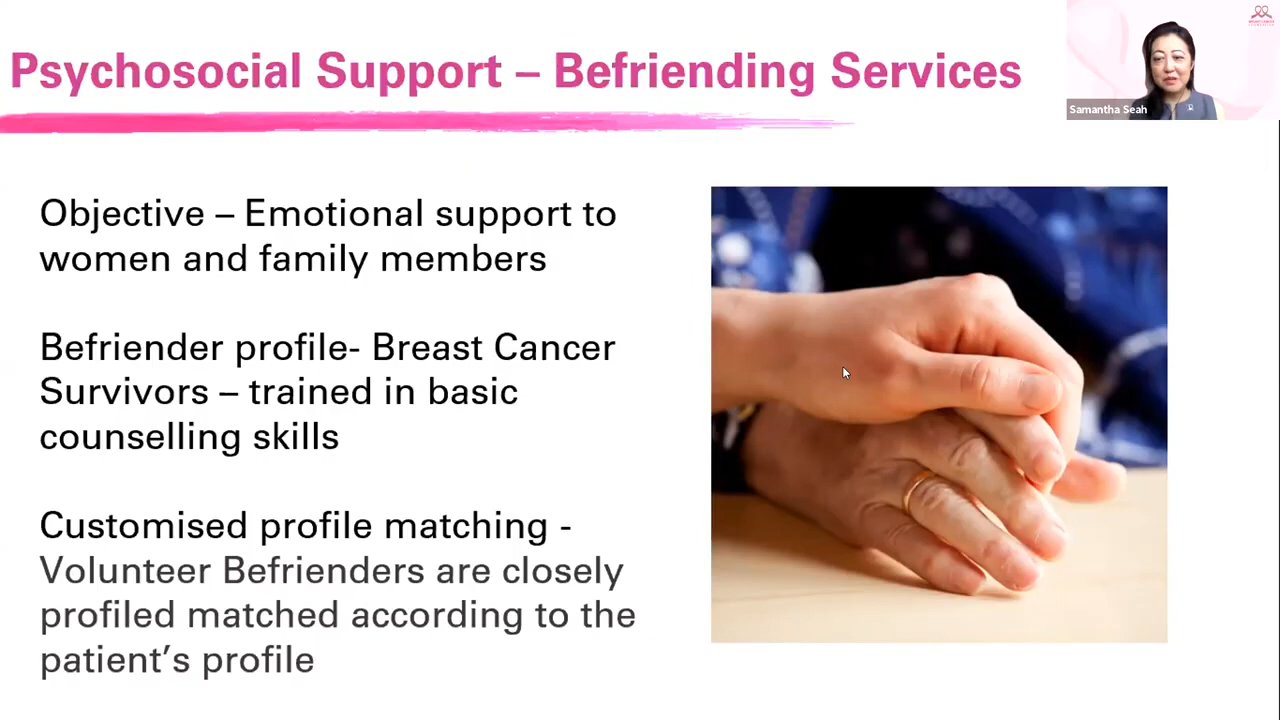 Psychosocial Support – Befriending Services
Samantha Seah
Objective – Emotional support to
women and family members
Befriender profile- Breast Cancer
Survivors – trained in basic
counselling skills
Customised profile matching -
Volunteer Befrienders are closely
profiled matched according to the
patient’s profile